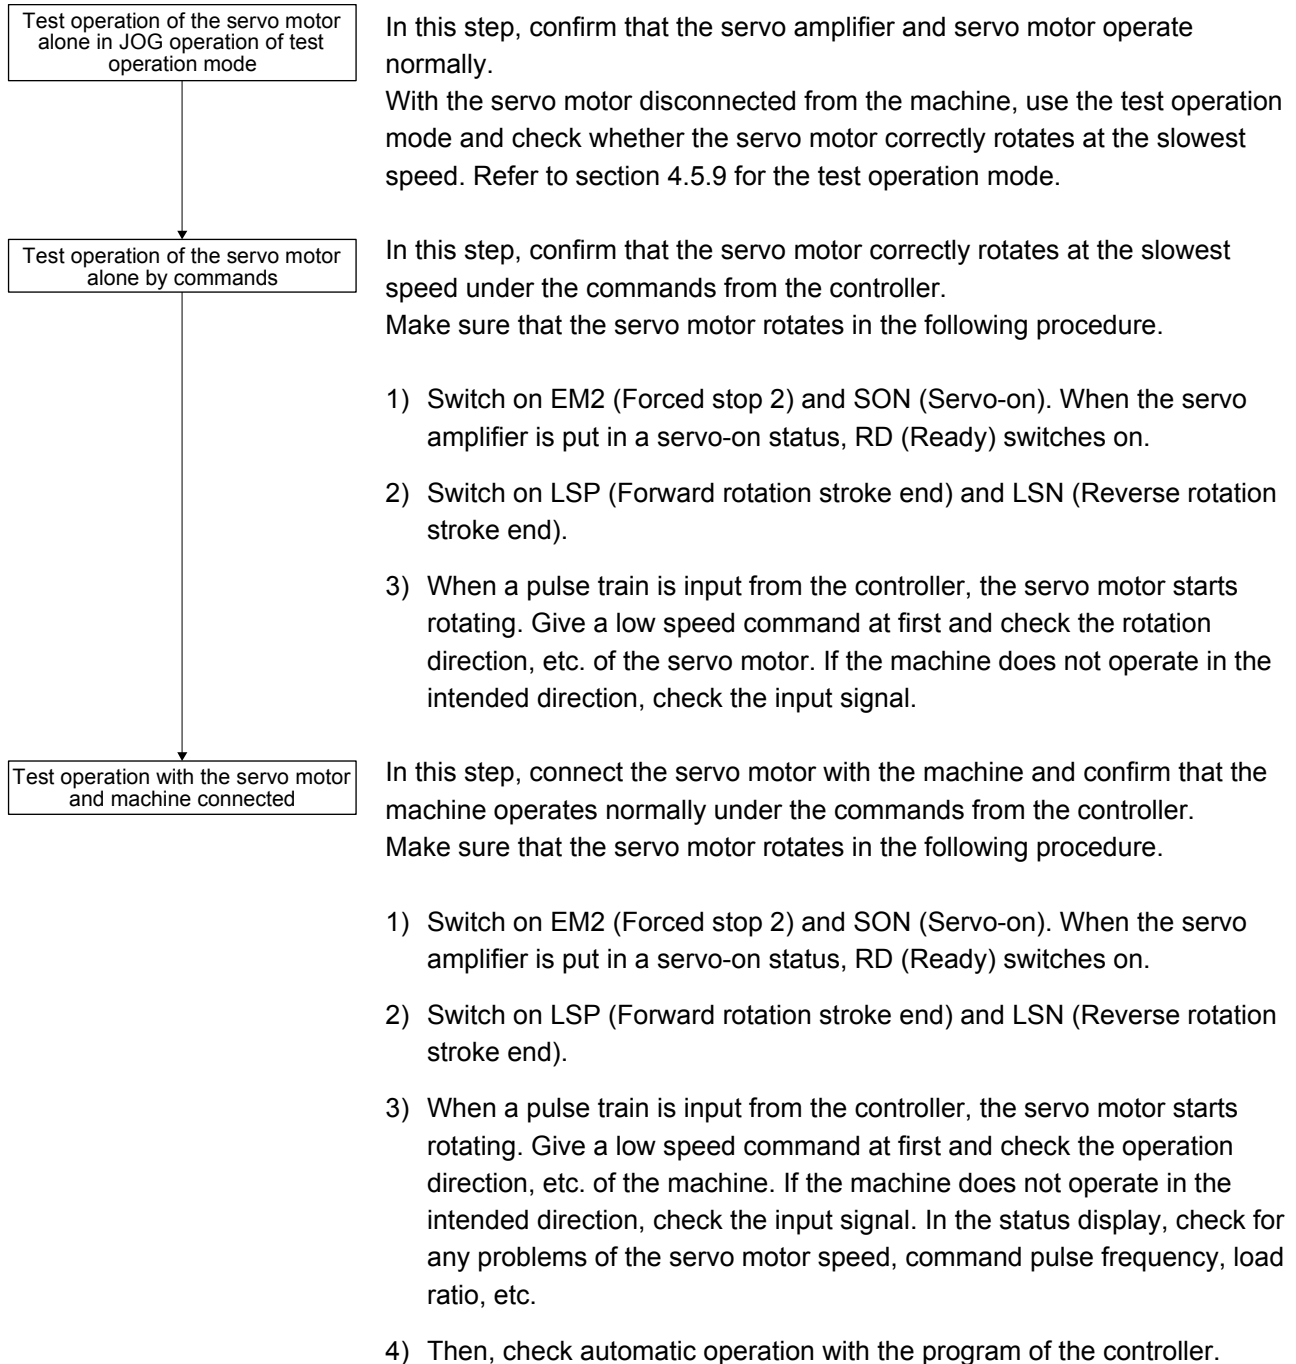 Test operation of the servo motor
alone in JOG operation of test
operation mode
In this step, confirm that the servo amplifier and servo motor operate
normally.
With the servo motor disconnected from the machine, use the test operation
mode and check whether the servo motor correctly rotates at the slowest
speed. Refer to section 4.5.9 for the test operation mode.
Test operation of the servo motor
alone by commands
In this step, confirm that the servo motor correctly rotates at the slowest
speed under the commands from the controller.
Make sure that the servo motor rotates in the following procedure.
1) Switch on EM2 (Forced stop 2) and SON (Servo-on). When the servo
amplifier is put in a servo-on status, RD (Ready) switches on.
2) Switch on LSP (Forward rotation stroke end) and LSN (Reverse rotation
stroke end).
3) When a pulse train is input from the controller, the servo motor starts
rotating. Give a low speed command at first and check the rotation
direction, etc. of the servo motor. If the machine does not operate in the
intended direction, check the input signal.
Test operation with the servo motor
and machine connected
In this step, connect the servo motor with the machine and confirm that the
machine operates normally under the commands from the controller.
Make sure that the servo motor rotates in the following procedure.
1) Switch on EM2 (Forced stop 2) and SON (Servo-on). When the servo
amplifier is put in a servo-on status, RD (Ready) switches on.
2) Switch on LSP (Forward rotation stroke end) and LSN (Reverse rotation
stroke end).
3) When a pulse train is input from the controller, the servo motor starts
rotating. Give a low speed command at first and check the operation
direction, etc. of the machine. If the machine does not operate in the
intended direction, check the input signal. In the status display, check for
any problems of the servo motor speed, command pulse frequency, load
ratio, etc.
4) Then, check automatic operation with the program of the controller.